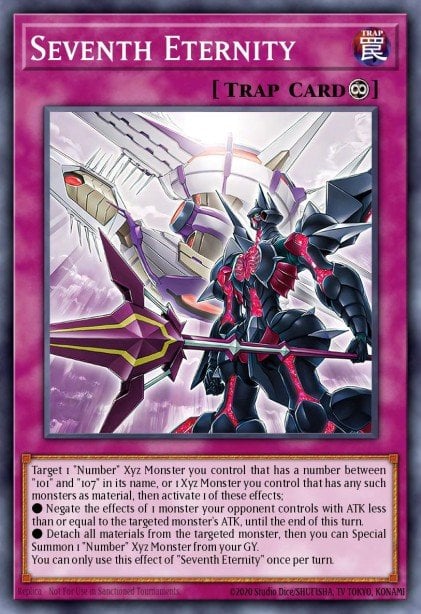 Seventh Eternity
TRAP
罠
[Trap Card]
Target 1 "Number" Xyz Monster you control that has a number between
"101" and "107" in its name, or 1 Xyz Monster you control that has any such
monsters as material, then activate 1 of these effects;
● Negate the effects of 1 monster your opponent controls with ATK less
than or equal to the targeted monster's ATK, until the end of this turn.
● Detach all materials from the targeted monster, then you can Special
Summon 1 "Number" Xyz Monster from your GY.
You can only use this effect of "Seventh Eternity" once per turn.
Replica - Not For Use in Sanctioned Tournaments
©2020 Studio Dice/SHUEISHA, TV TOKYO, KONAMI